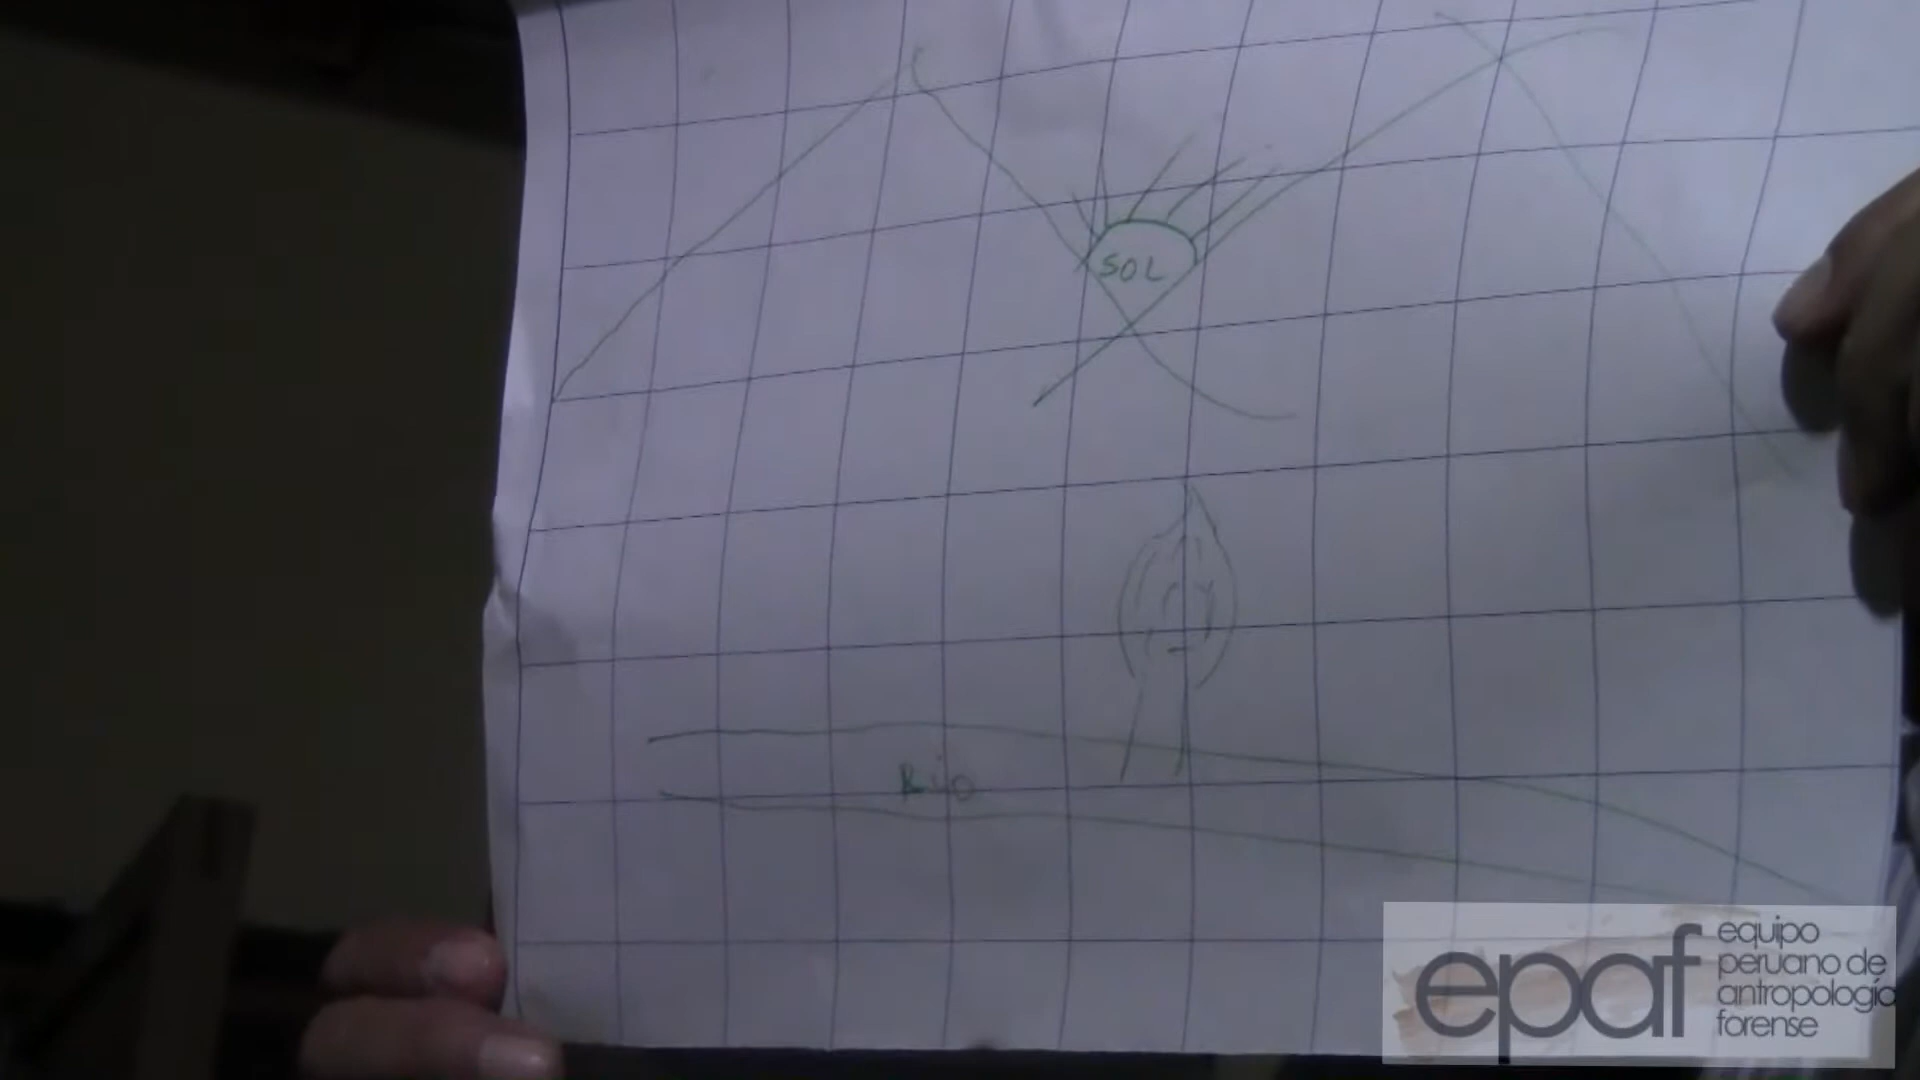 SOL
Rio
epaf
equipo
peruano de
antropología
forense